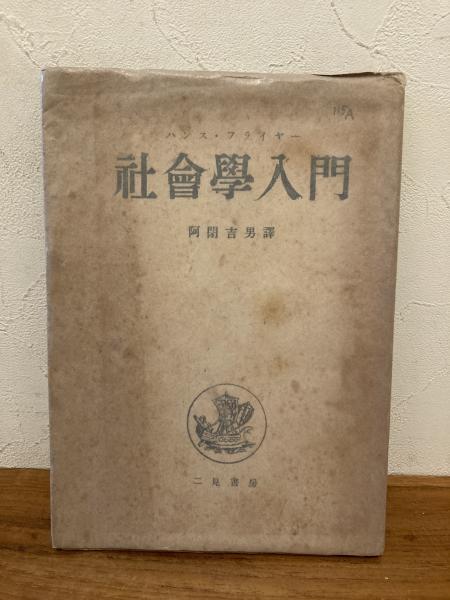 115A
ハンス・フライヤー
社會學入門
阿閉吉男譯
二見書房